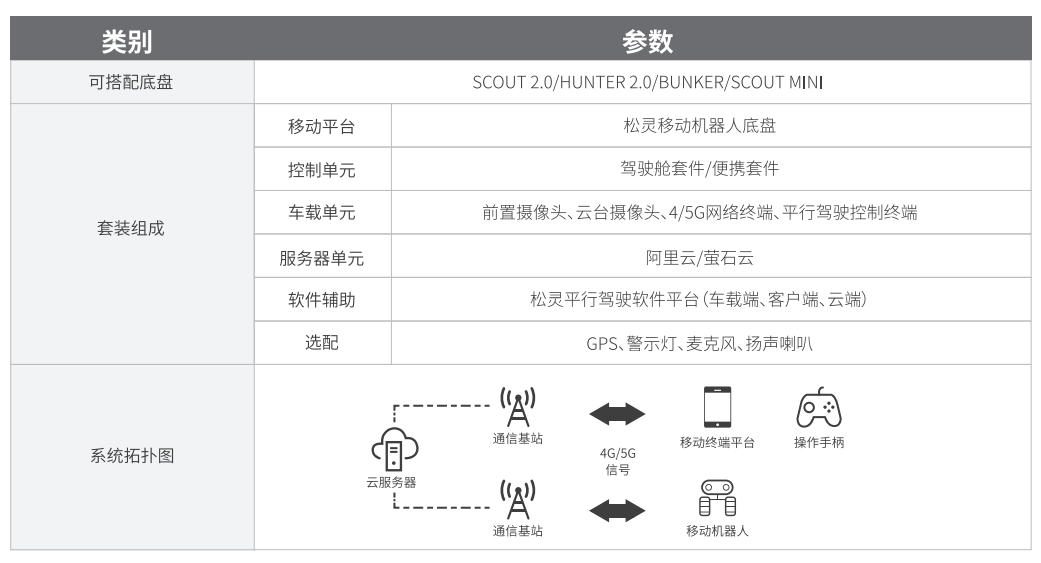 类别 参数
可搭配底盘 SCOUT 2.0/HUNTER 2.0/BUNKER/SCOUT MINI
套装组成
移动平台 松灵移动机器人底盘
控制单元 驾驶舱套件/便携套件
车载单元 前置摄像头、云台摄像头、4/5G网络终端、平行驾驶控制终端
服务器单元 阿里云/萤石云
软件辅助 松灵平行驾驶软件平台(车载端、客户端、云端)
选配 GPS、警示灯、麦克风、扬声喇叭
系统拓扑图
云服务器
通信基站
4G/5G
信号
移动终端平台
操作手柄
通信基站
移动机器人